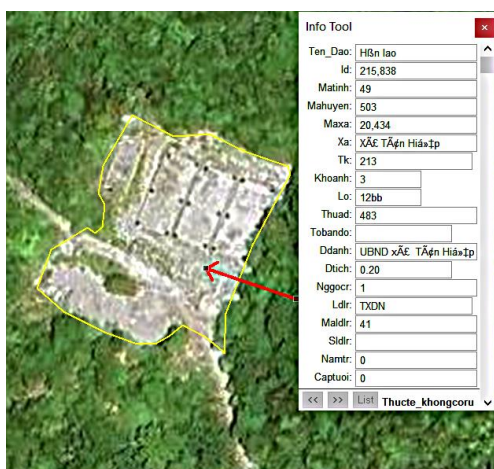 Info Tool
Ten_Dao: Hßn lao
Id: 215,838
Matinh: 49
Mahuyen: 503
Maxa: 20,434
Xa: XÃ£ TÃ¢n Hiá»‡p
Tk: 213
Khoanh: 3
Lo: 12bb
Thuad: 483
Tobando:
Ddanh: UBND xÃ£ TÃ¢n Hiá»‡p
Dtich: 0.20
Nggocr: 1
Ldlr: TXDN
Maldlr: 41
Sldlr:
Namtr: 0
Captuoi: 0
<< >> List Thucte_khongcoru